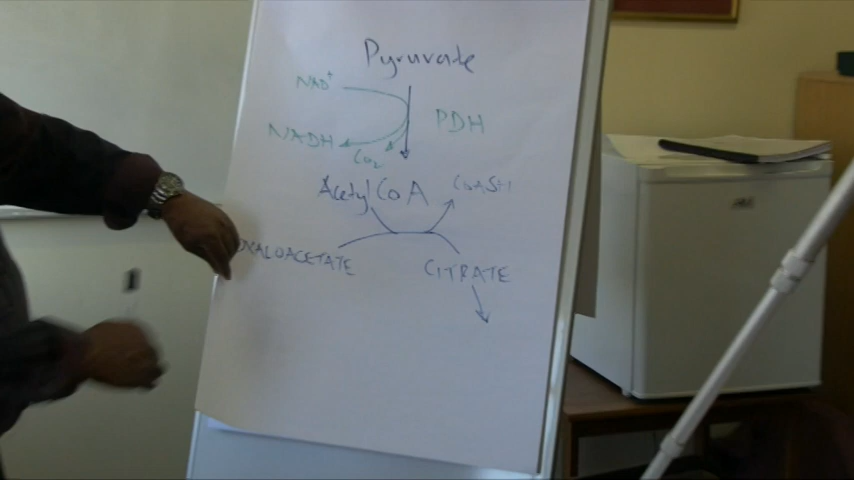 Pyruvate
NAD+
NADH
PDH
CO2
Acetyl CoA
CoASH
OXALOACETATE
CITRATE